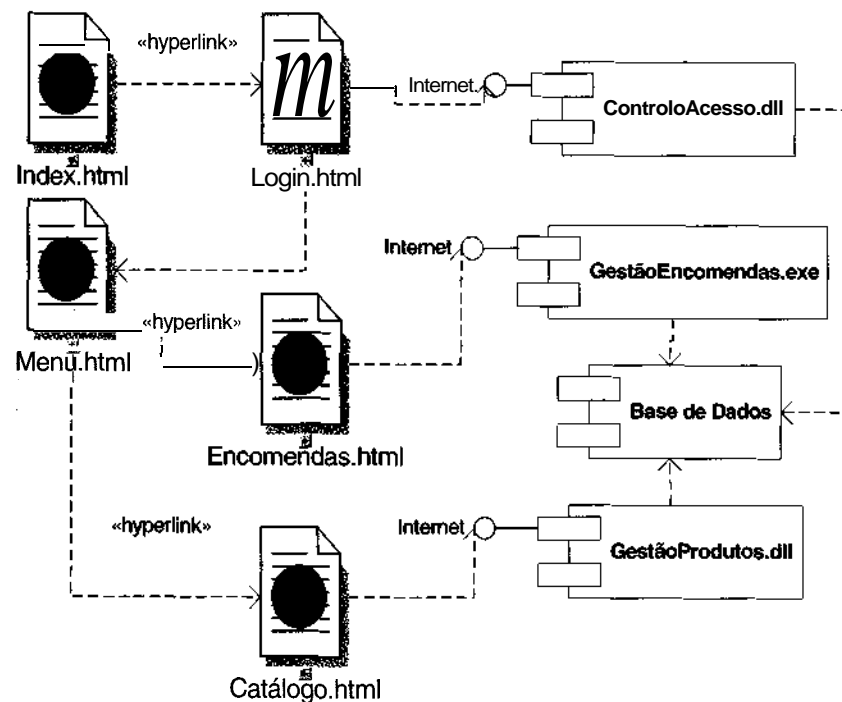 «hyperlink»
m
Internet
ControloAcesso.dll
Index.html
Login.html
Internet
GestãoEncomendas.exe
«hyperlink»
Menu.html
Base de Dados
Encomendas.html
«hyperlink»
Internet
GestãoProdutos.dll
Catálogo.html